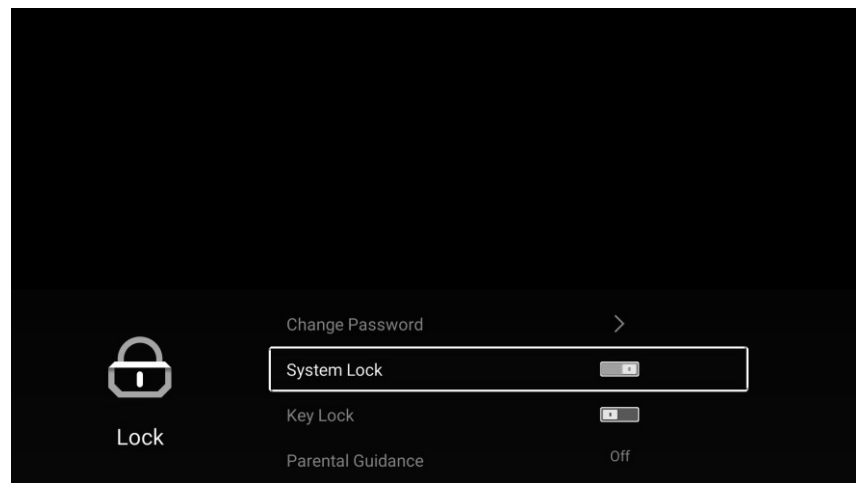 Change Password
System Lock
Key Lock
Lock
Parental Guidance Off